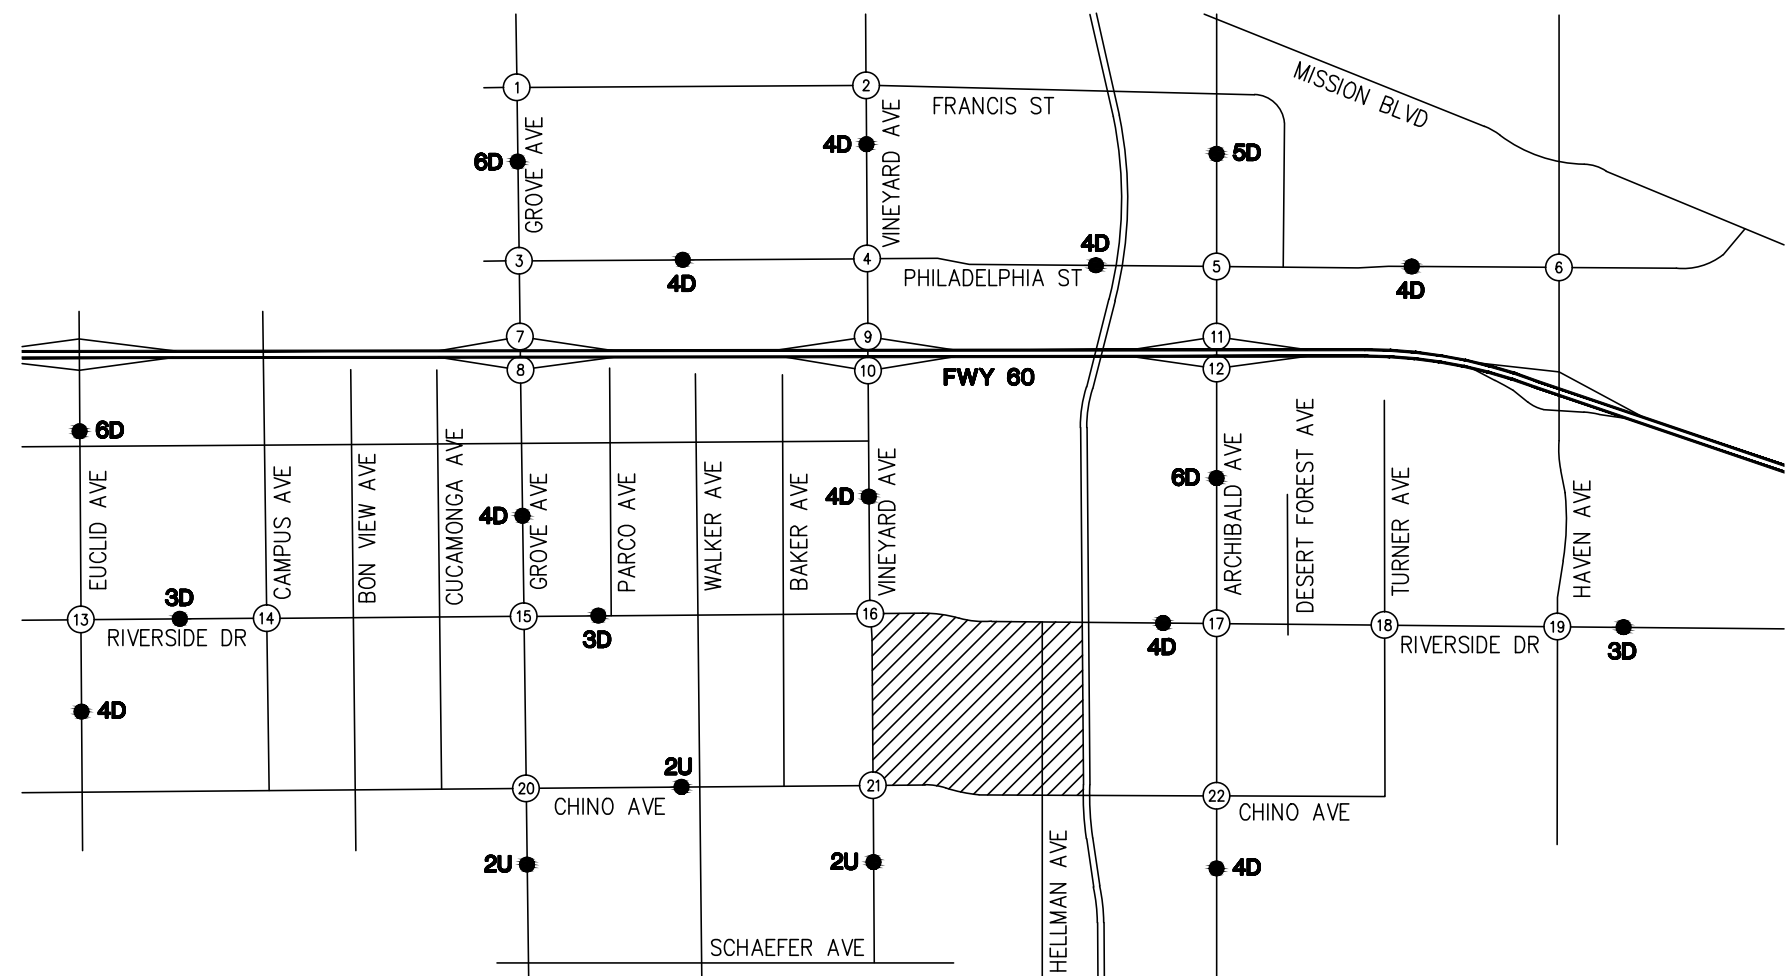 MISSION BLVD
1
2
FRANCIS ST
GROVE AVE
VINEYARD AVE
4D
6D
5D
4D
3
4
PHILADELPHIA ST
5
6
4D
4D
7
9
11
8
10
12
FWY 60
6D
EUCLID AVE
CAMPUS AVE
BON VIEW AVE
CUCAMONGA AVE
4D
GROVE AVE
PARCO AVE
WALKER AVE
BAKER AVE
4D
VINEYARD AVE
6D
ARCHIBALD AVE
DESERT FOREST AVE
TURNER AVE
HAVEN AVE
3D
13
14
15
16
17
18
19
RIVERSIDE DR
3D
4D
RIVERSIDE DR
3D
4D
2U
20
21
22
CHINO AVE
CHINO AVE
2U
2U
4D
HELLMAN AVE
SCHAEFER AVE